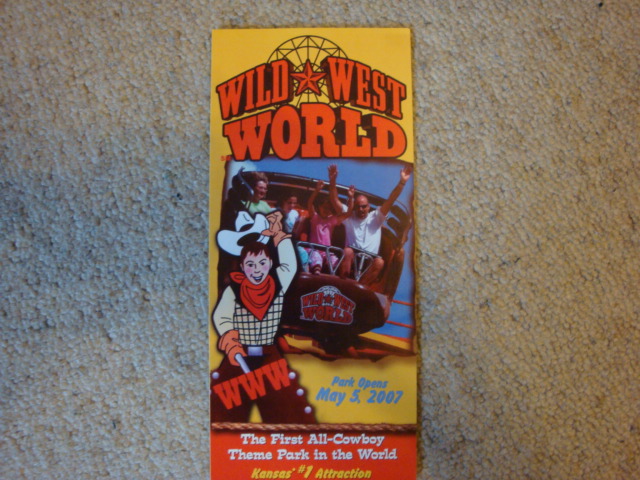 WILD WEST
WORLD
WILD WEST
WORLD
WWW
Park Opens
May 5, 2007
The First All-Cowboy
Theme Park in the World
Kansas' #1 Attraction